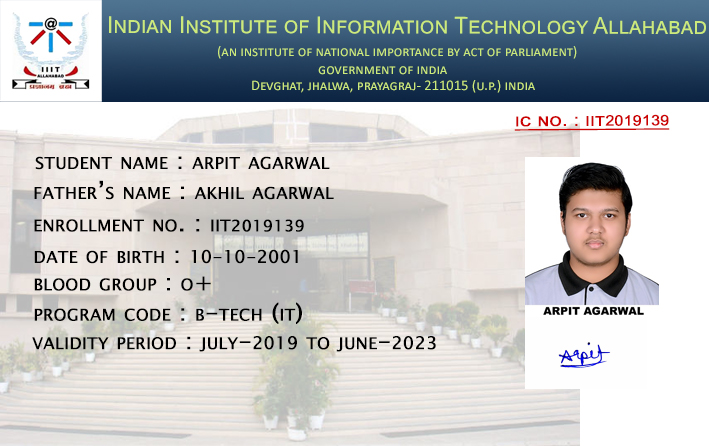 INDIAN INSTITUTE OF INFORMATION TECHNOLOGY ALLAHABAD
(AN INSTITUTE OF NATIONAL IMPORTANCE BY ACT OF PARLIAMENT)
GOVERNMENT OF INDIA
DEVGHAT, JHALWA, PRAYAGRAJ- 211015 (U.P.) INDIA
IIIT
ALLAHABAD
IC NO. : IIT2019139
STUDENT NAME : ARPIT AGARWAL
FATHER'S NAME : AKHIL AGARWAL
ENROLLMENT NO. : IIT2019139
DATE OF BIRTH : 10-10-2001
BLOOD GROUP : O+
PROGRAM CODE : B-TECH (IT)
VALIDITY PERIOD : JULY-2019 TO JUNE-2023
ARPIT AGARWAL
Arpit